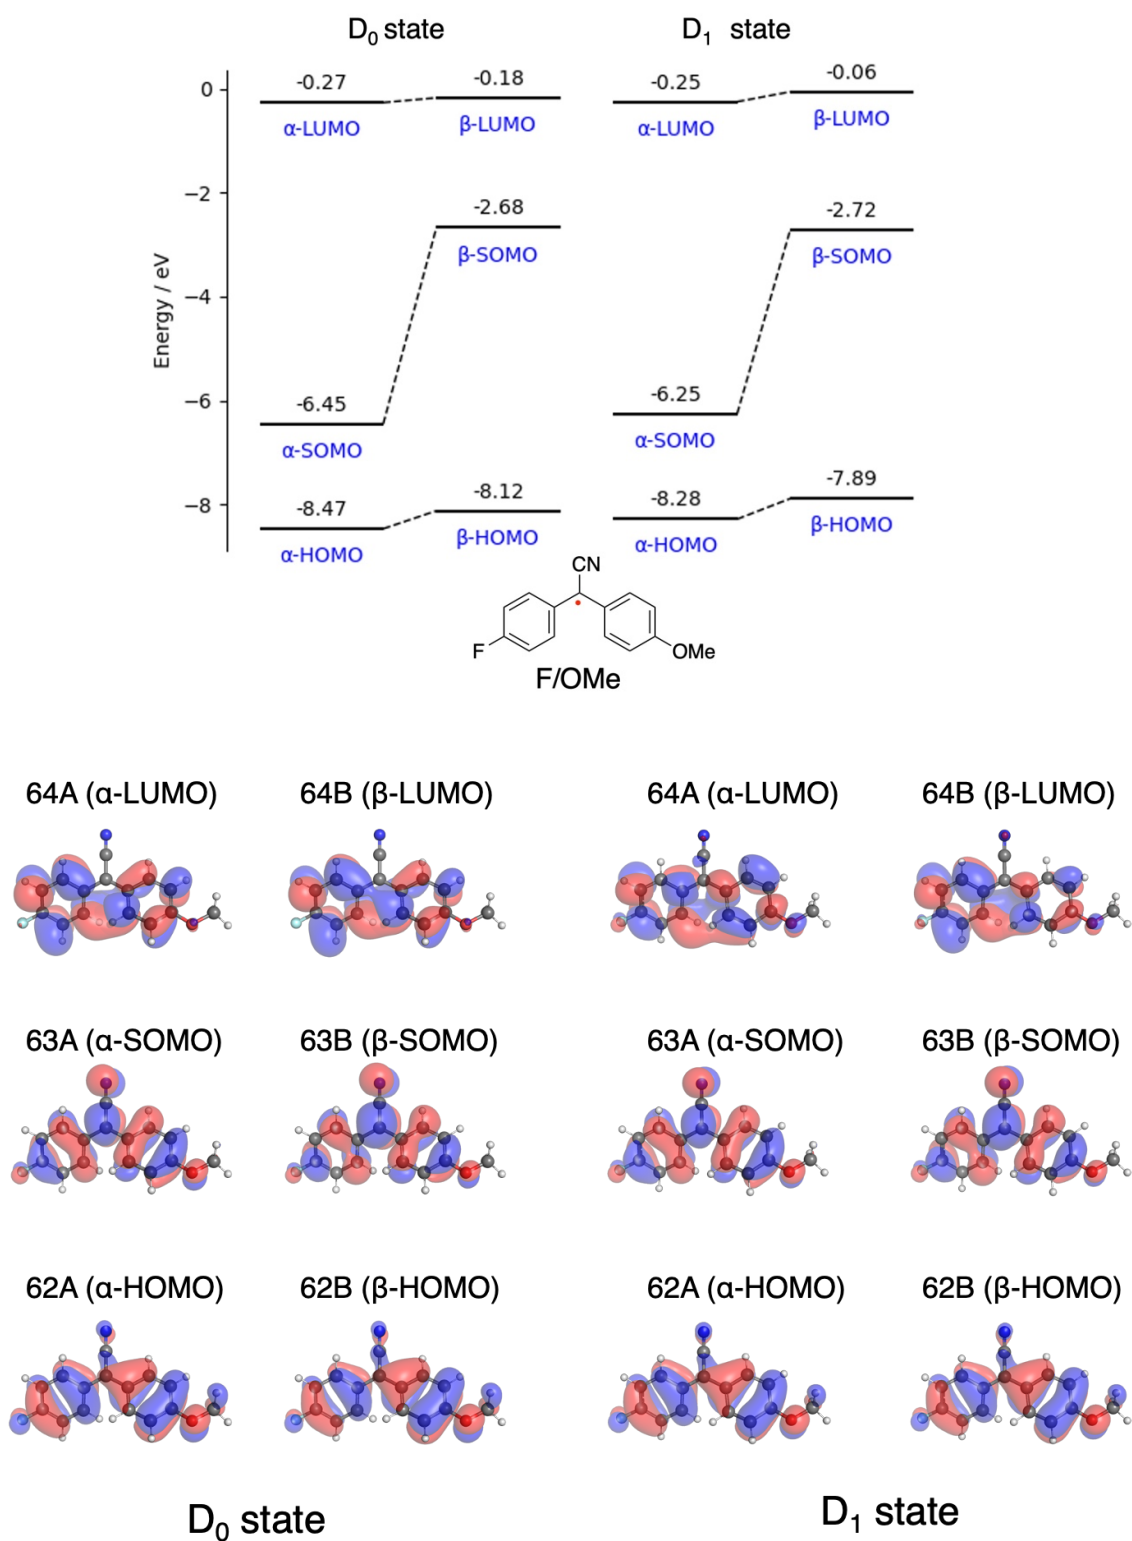 D₀ state D₁ state
-0.27 -0.18 -0.25 -0.06
0
α-LUMO β-LUMO α-LUMO β-LUMO
−2
-2.68 -2.72
β-SOMO β-SOMO
Energy / eV
−4
−6
-6.45 -6.25
α-SOMO α-SOMO
−8
-8.47 -8.12 -8.28 -7.89
α-HOMO β-HOMO α-HOMO β-HOMO
CN
F OMe
F/OMe
64A (α-LUMO) 64B (β-LUMO) 64A (α-LUMO) 64B (β-LUMO)
63A (α-SOMO) 63B (β-SOMO) 63A (α-SOMO) 63B (β-SOMO)
62A (α-HOMO) 62B (β-HOMO) 62A (α-HOMO) 62B (β-HOMO)
D₀ state D₁ state